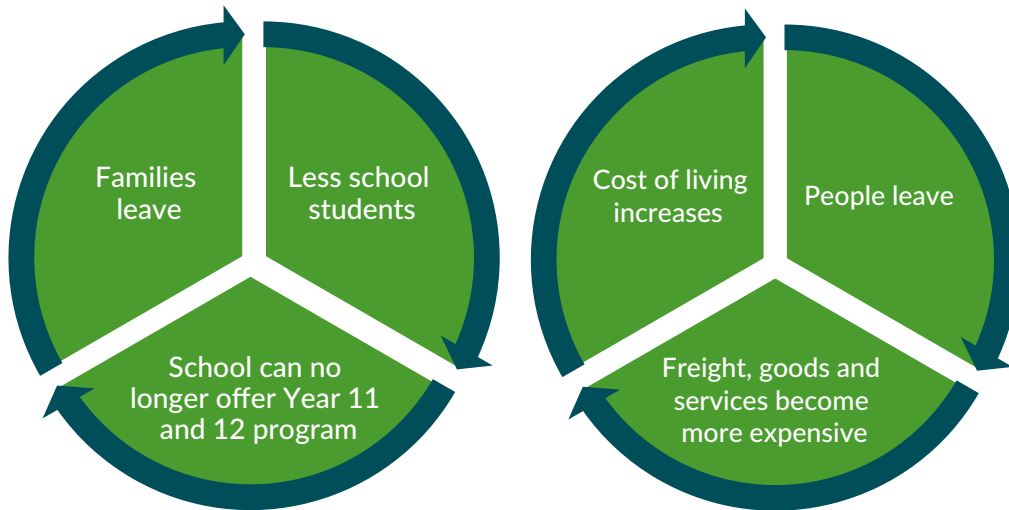 Families
leave
Less school
students
School can no
longer offer Year 11
and 12 program
Cost of living
increases
People leave
Freight, goods and
services become
more expensive